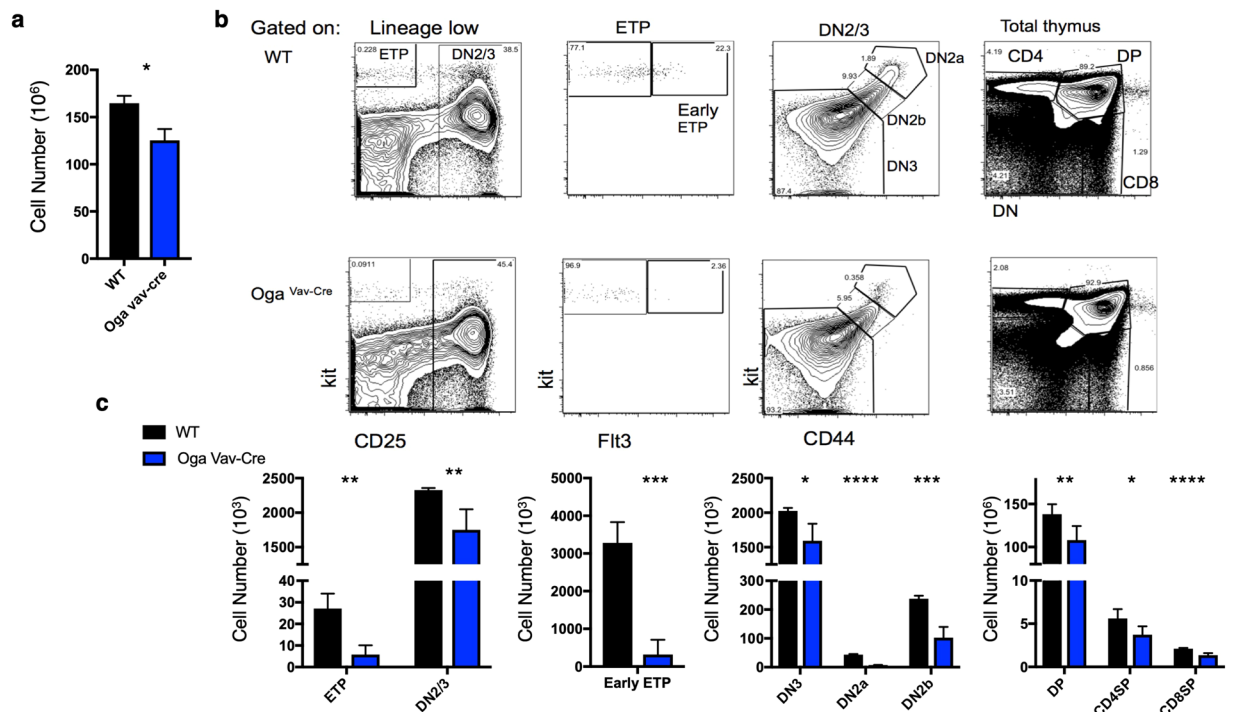 a
Cell Number (10⁶)
200
150
100
50
0
*
WT
Oga vav-cre
b
Gated on:
Lineage low
ETP
DN2/3
Total thymus
WT
0.228
ETP
DN2/3
38.5
77.1
22.3
Early
ETP
1.89
DN2a
9.93
DN2b
DN3
87.4
4.19
CD4
DP
89.2
1.29
4.21
CD8
DN
Oga Vav-Cre
0.0911
45.4
96.9
2.36
0.358
5.95
93.2
2.08
92.9
0.856
3.51
kit
kit
kit
CD25
Flt3
CD44
c
WT
Oga Vav-Cre
Cell Number (10³)
2500
2000
1500
40
30
20
10
0
**
**
ETP
DN2/3
Cell Number (10³)
5000
4000
3000
2000
1000
0
***
Early ETP
Cell Number (10³)
2500
2000
1500
300
200
100
0
*
****
***
DN3
DN2a
DN2b
Cell Number (10⁶)
150
100
10
5
0
**
*
****
DP
CD4SP
CD8SP